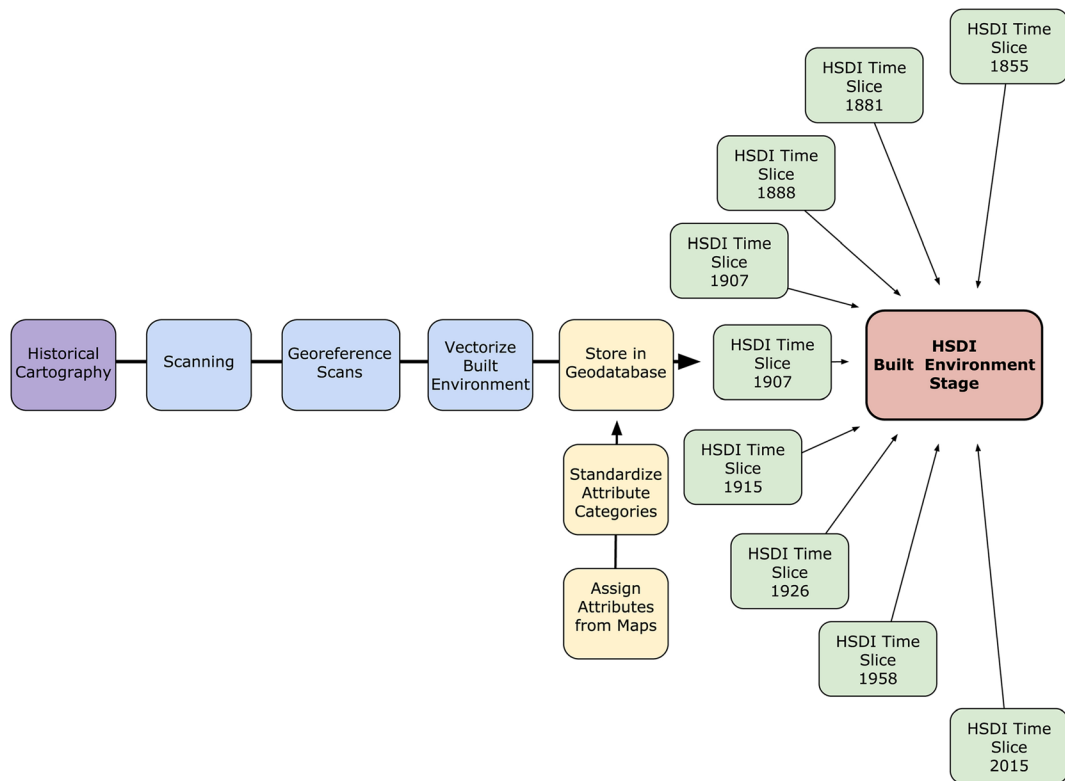 HSDI Time
Slice
1855
HSDI Time
Slice
1881
HSDI Time
Slice
1888
HSDI Time
Slice
1907
Historical
Cartography
Scanning
Georeference
Scans
Vectorize
Built
Environment
Store in
Geodatabase
HSDI Time
Slice
1907
HSDI
Built Environment
Stage
Standardize
Attribute
Categories
HSDI Time
Slice
1915
Assign
Attributes
from Maps
HSDI Time
Slice
1926
HSDI Time
Slice
1958
HSDI Time
Slice
2015